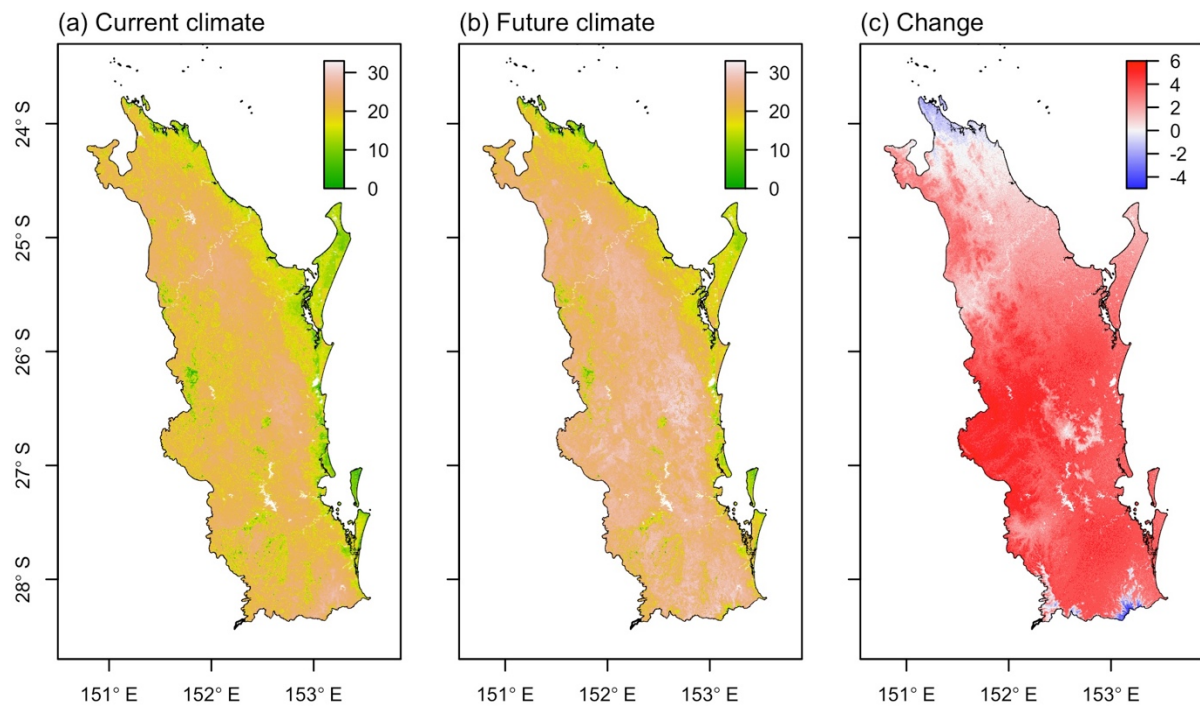 (a) Current climate
(b) Future climate
(c) Change
30
20
10
0
30
20
10
0
6
4
2
0
-2
-4
24° S
25° S
26° S
27° S
28° S
151° E
152° E
153° E
151° E
152° E
153° E
151° E
152° E
153° E